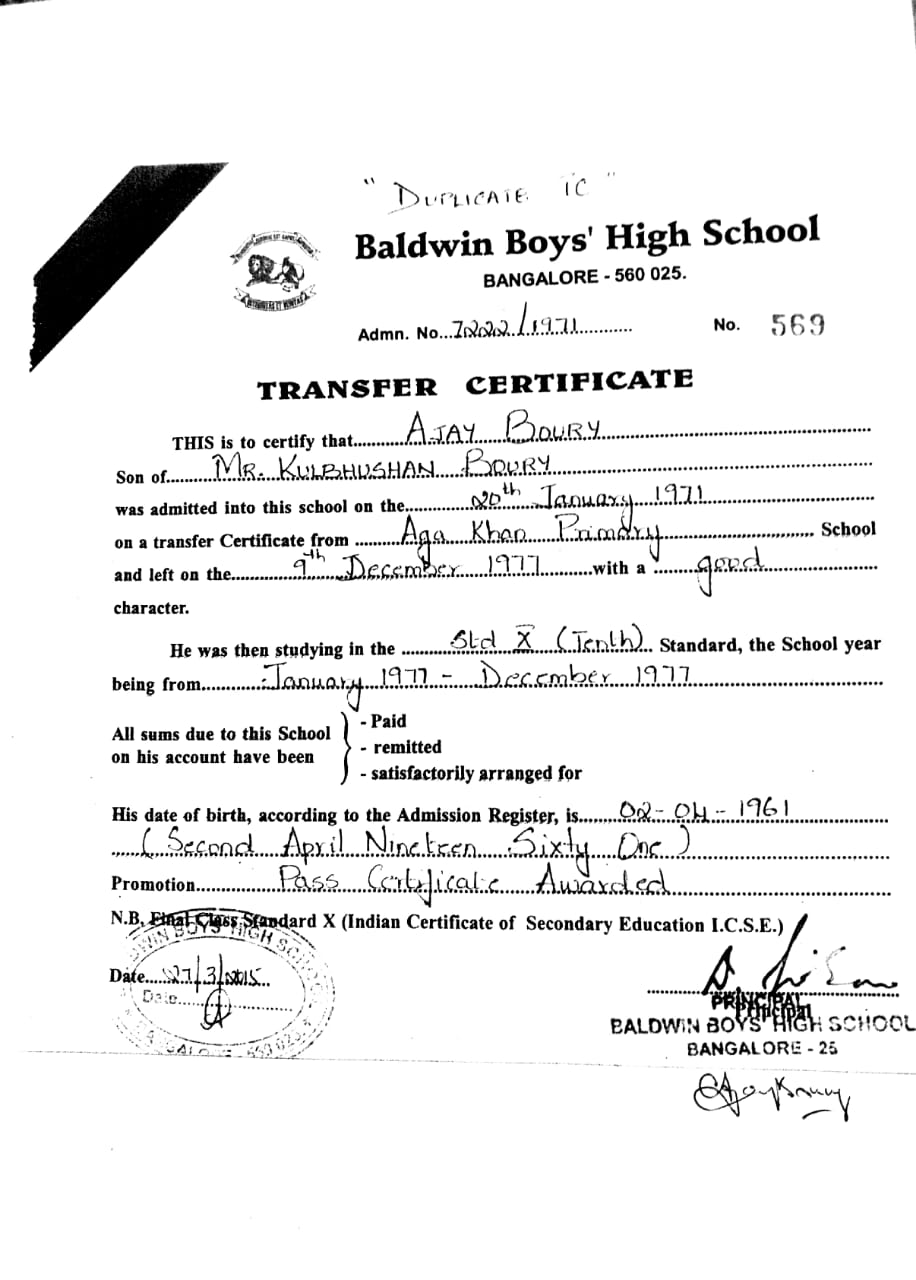 " DUPLICATE TC "
Baldwin Boys' High School
BANGALORE - 560 025.
Admn. No...7222/1971............ No. 569
TRANSFER CERTIFICATE
THIS is to certify that...........AJAY BOURY
Son of..........MR. KULBHUSHAN BOURY
was admitted into this school on the..............20th January 1971
on a transfer Certificate from ..........Aga Khan Primary.............................. School
and left on the.............9th December 1977..........with a ........good
character.
He was then studying in the ..........Std X (Tenth).. Standard, the School year
being from.............January 1977 - December 1977
All sums due to this School
on his account have been
- Paid
- remitted
- satisfactorily arranged for
His date of birth, according to the Admission Register, is.........02-04-1961
(Second April Nineteen Sixty One)
Promotion..............Pass Certificate Awarded
N.B, Final Class Standard X (Indian Certificate of Secondary Education I.C.S.E.)
Date.....27/3/2015..
Date.....
PRINCIPAL
Principal
BALDWIN BOYS' HIGH SCHOOL
BANGALORE - 25